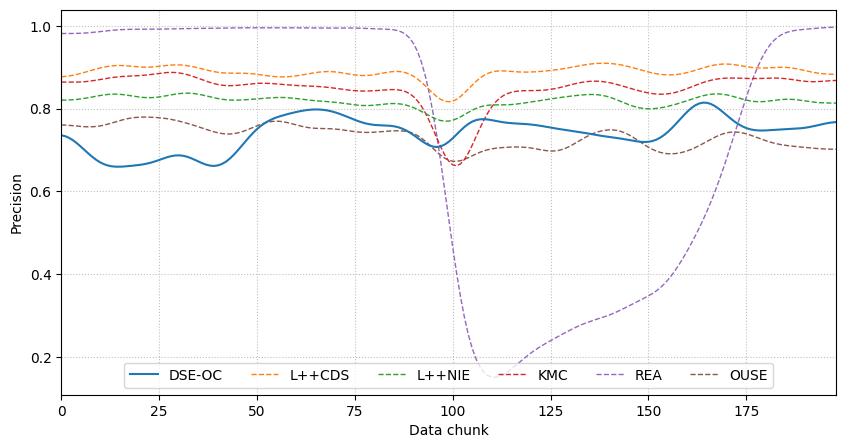 1.0
0.8
0.6
0.4
0.2
Precision
DSE-OC L++CDS L++NIE KMC REA OUSE
0 25 50 75 100 125 150 175
Data chunk